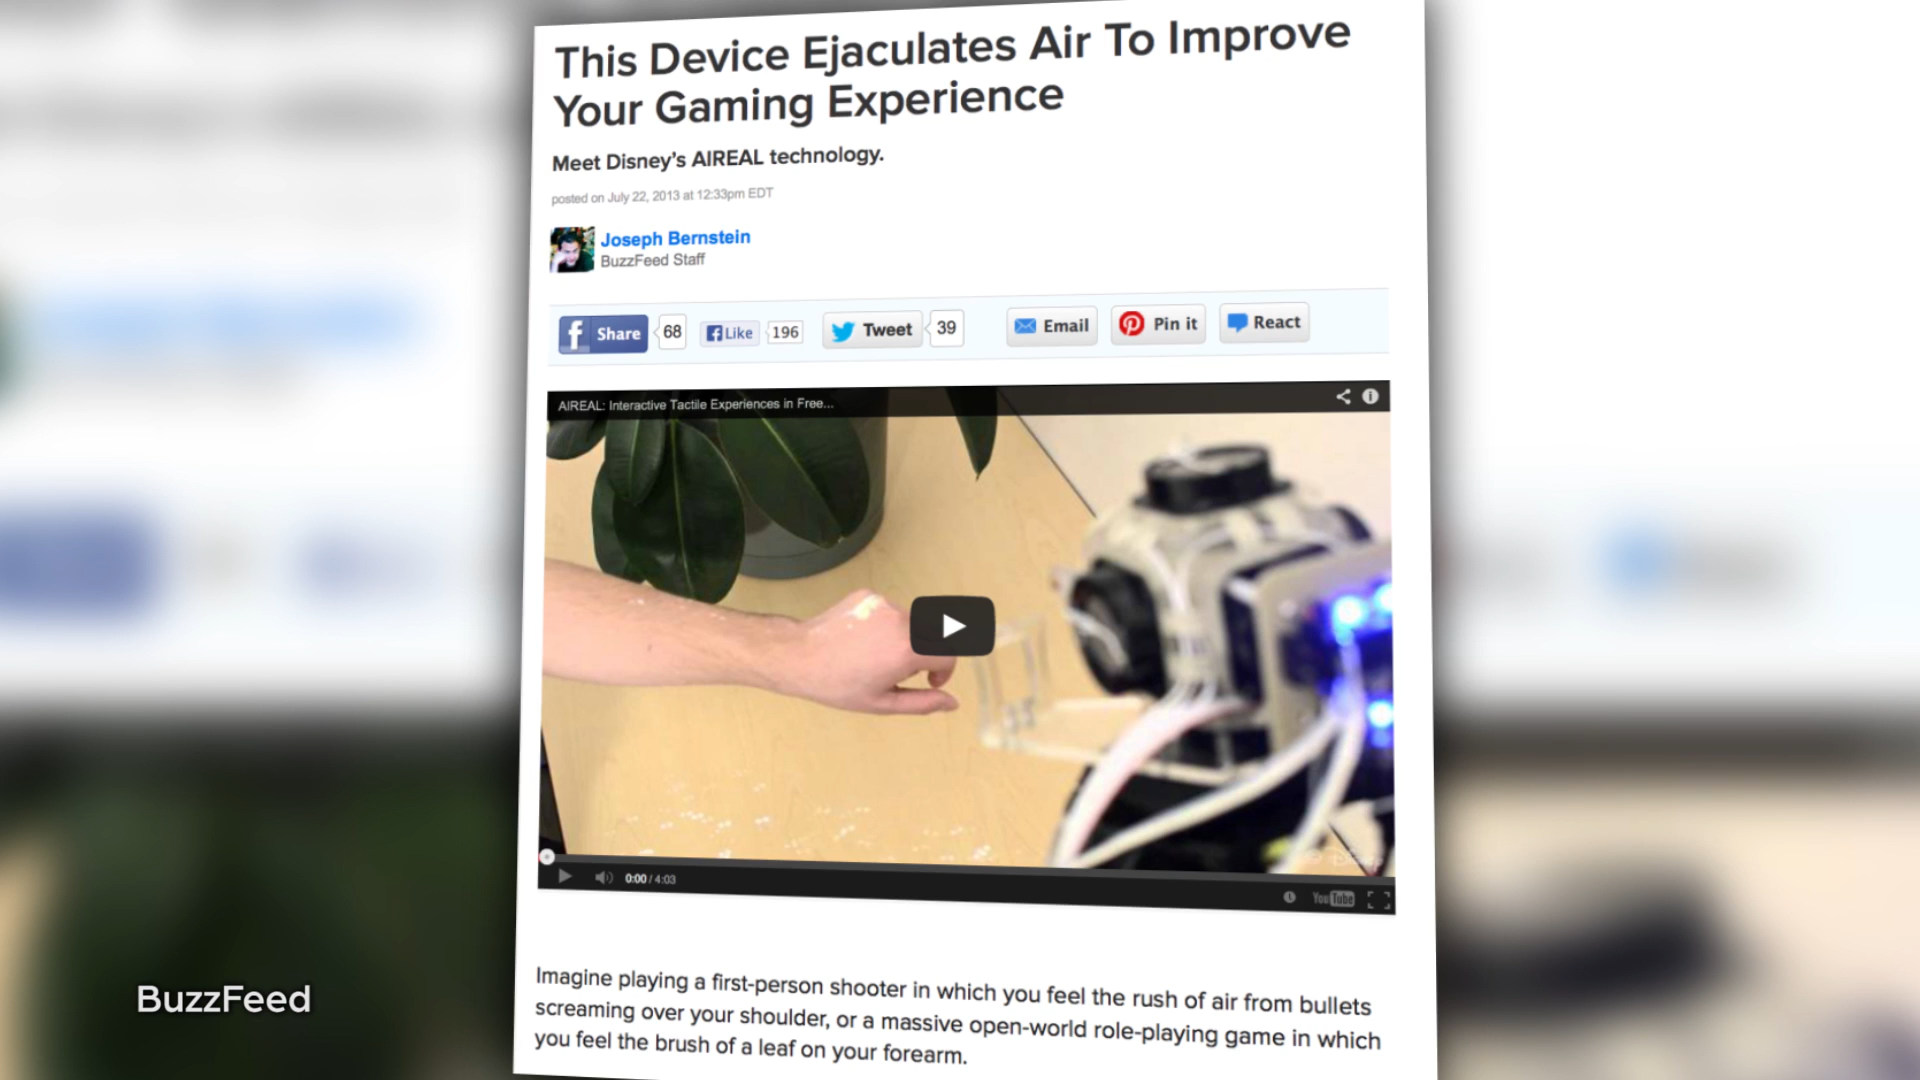 This Device Ejaculates Air To Improve
Your Gaming Experience
Meet Disney's AIREAL technology.
posted on July 22, 2013 at 12:33pm EDT
Joseph Bernstein
BuzzFeed Staff
Share 68 Like 196 Tweet 39 Email Pin it React
AIREAL: Interactive Tactile Experiences in Free...
0:00 / 4:03 YouTube
Imagine playing a first-person shooter in which you feel the rush of air from bullets
screaming over your shoulder, or a massive open-world role-playing game in which
you feel the brush of a leaf on your forearm.
BuzzFeed